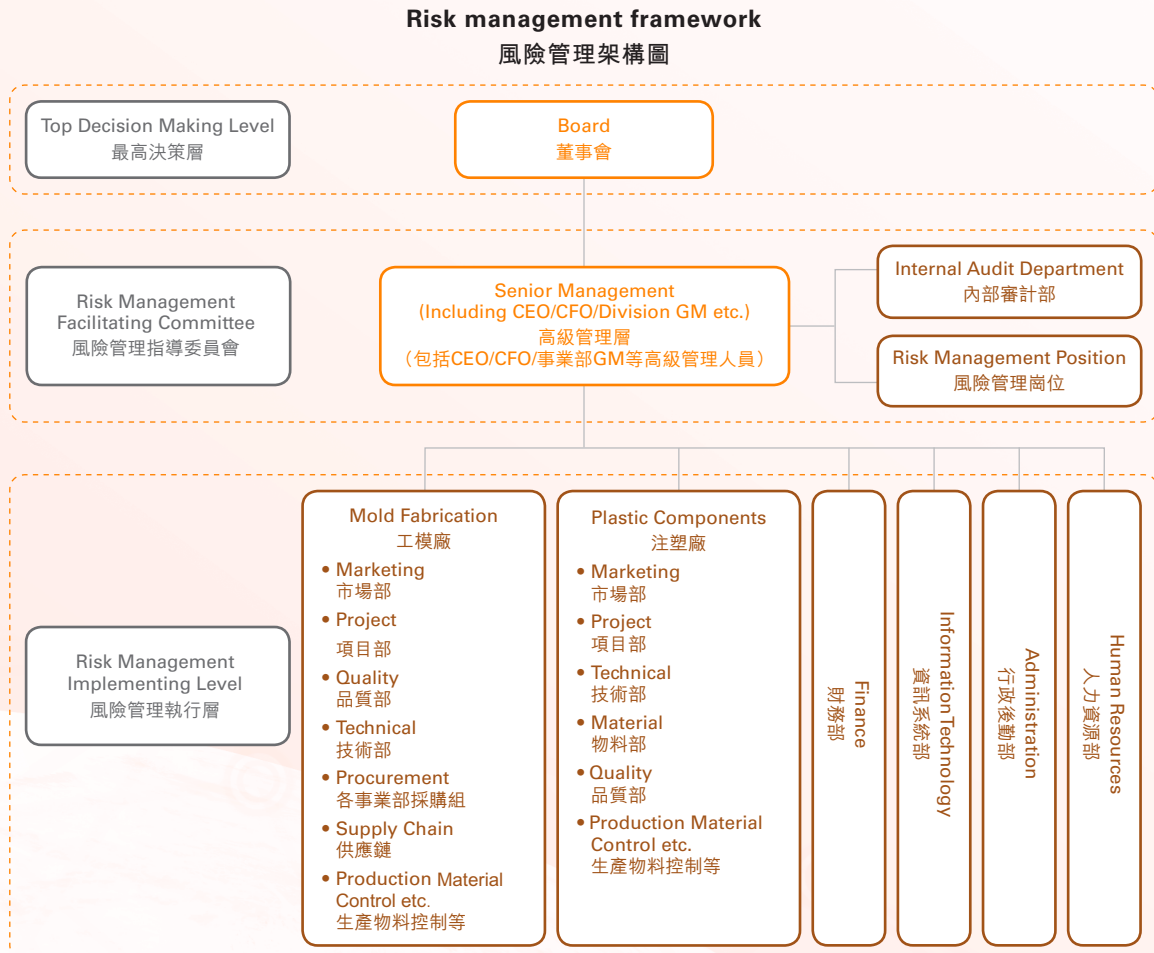 Risk management framework
風險管理架構圖
Top Decision Making Level
最高決策層
Board
董事會
Risk Management
Facilitating Committee
風險管理指導委員會
Senior Management
(Including CEO/CFO/Division GM etc.)
高級管理層
（包括CEO/CFO/事業部GM等高級管理人員）
Internal Audit Department
內部審計部
Risk Management Position
風險管理崗位
Risk Management
Implementing Level
風險管理執行層
Mold Fabrication
工模廠
• Marketing
市場部
• Project
項目部
• Quality
品質部
• Technical
技術部
• Procurement
各事業部採購組
• Supply Chain
供應鏈
• Production Material
Control etc.
生產物料控制等
Plastic Components
注塑廠
• Marketing
市場部
• Project
項目部
• Technical
技術部
• Material
物料部
• Quality
品質部
• Production Material
Control etc.
生產物料控制等
Finance
財務部
Information Technology
資訊系統部
Administration
行政後勤部
Human Resources
人力資源部